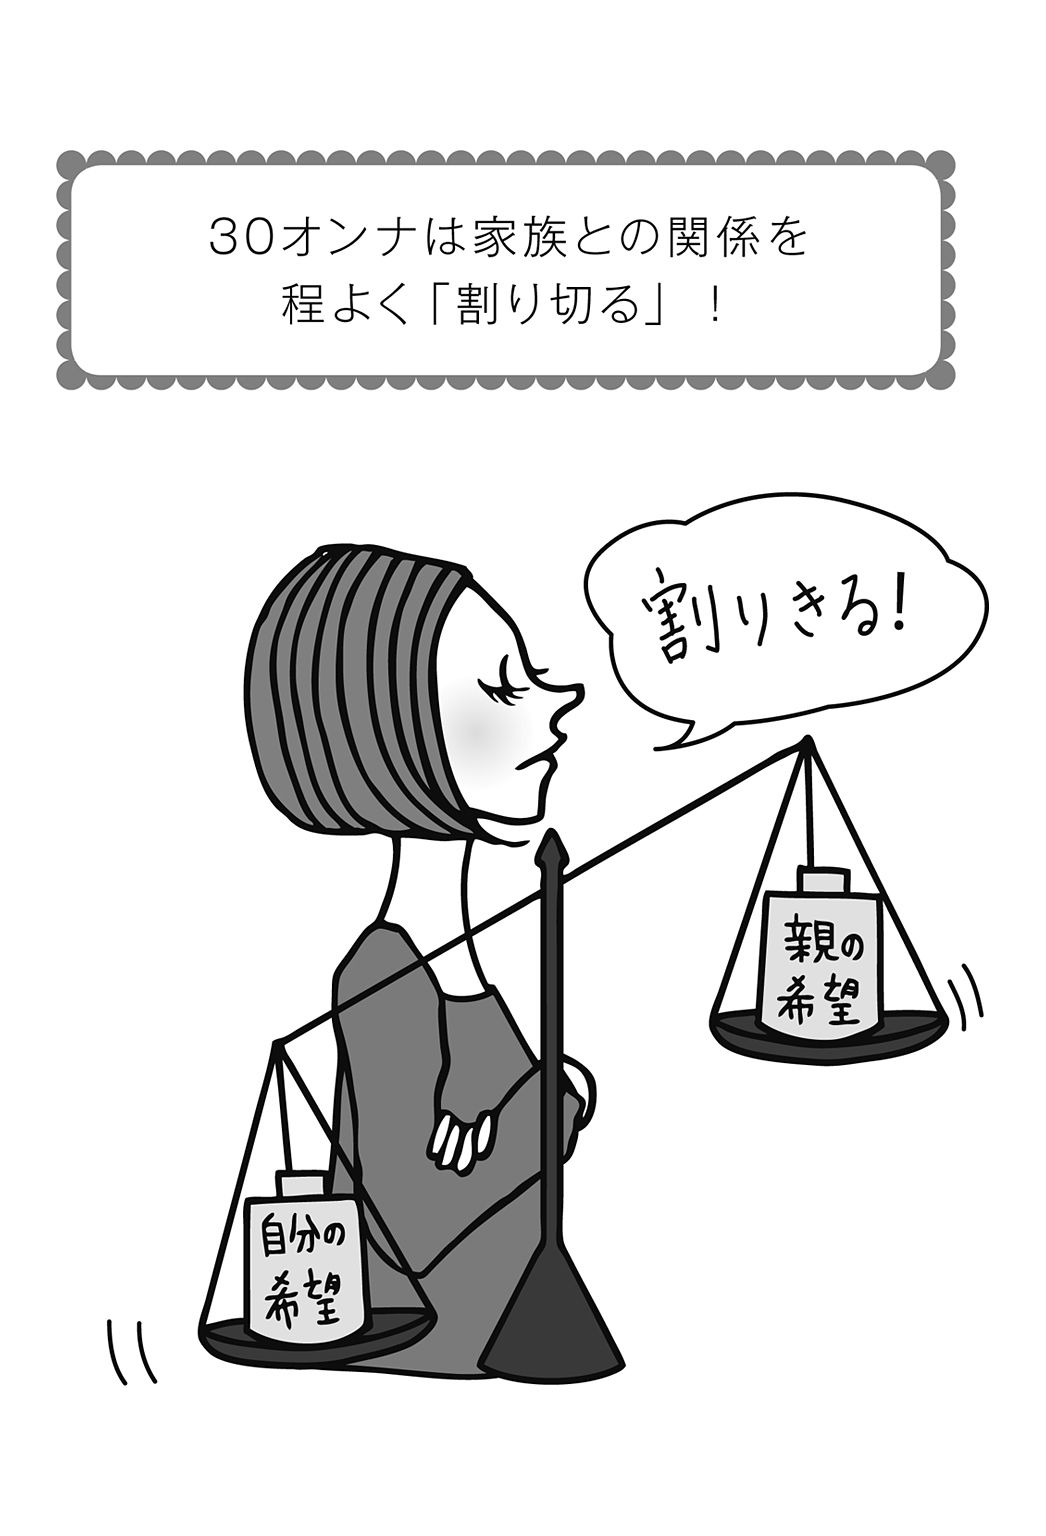 30オンナは家族との関係を
程よく「割り切る」！
割りきる!
親の
希望
自分の
希望